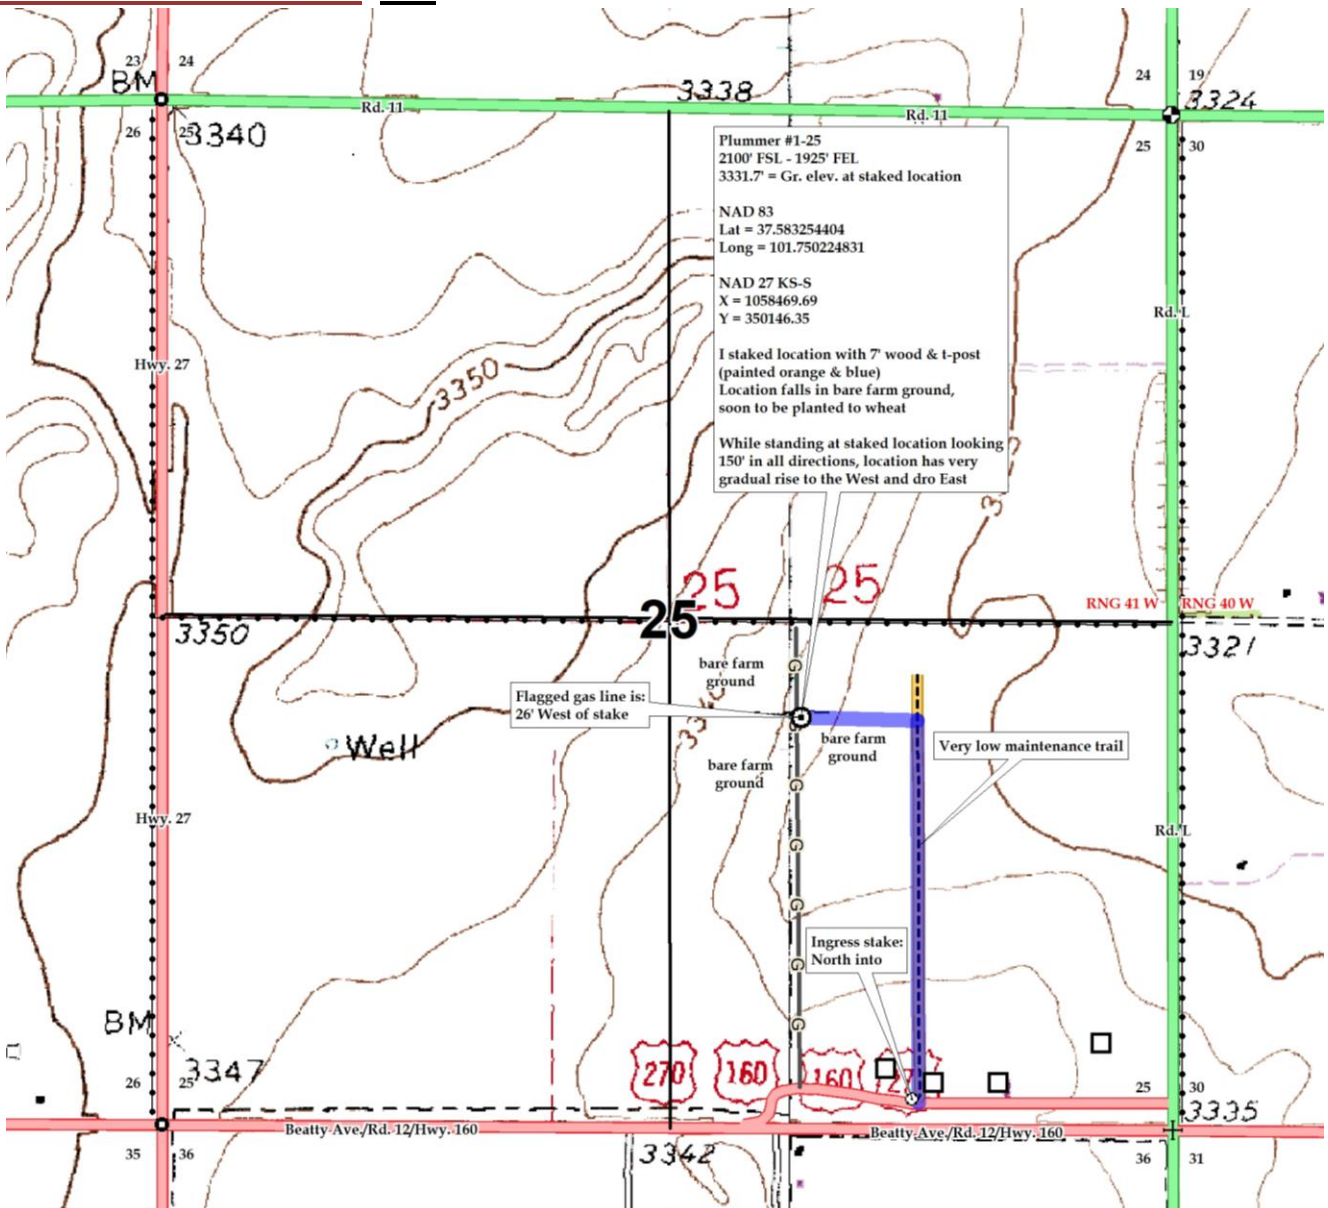 23
24
24
19
BM
3338
3324
Rd. 11
Rd. 11
26
25
3340
25
30
Plummer #1-25
2100' FSL - 1925' FEL
3331.7' = Gr. elev. at staked location
NAD 83
Lat = 37.583254404
Long = 101.750224831
NAD 27 KS-S
X = 1058469.69
Y = 350146.35
I staked location with 7' wood & t-post
(painted orange & blue)
Location falls in bare farm ground,
soon to be planted to wheat
While standing at staked location looking
150' in all directions, location has very
gradual rise to the West and dro East
Rd. L
Hwy. 27
3350
25
25
25
RNG 41 W
RNG 40 W
3350
3321
bare farm
ground
G
Flagged gas line is:
26' West of stake
bare farm
ground
Very low maintenance trail
Well
bare farm
ground
G
Hwy. 27
Rd. L
G
G
Ingress stake:
North into
G
G
BM
3347
270
160
160
26
25
25
30
3335
Beatty Ave./Rd. 12/Hwy. 160
Beatty Ave./Rd. 12/Hwy. 160
35
36
3342
36
31